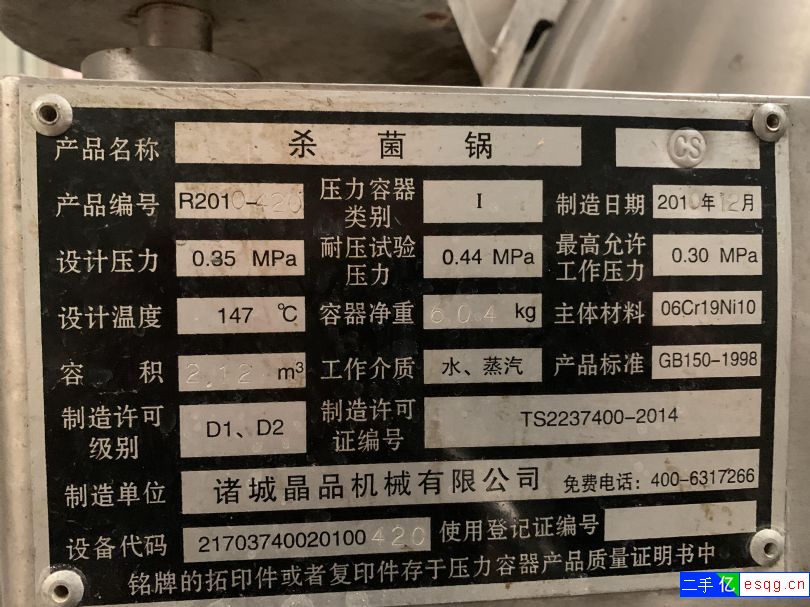 产品名称 杀菌锅 CS
产品编号 R2010-420 压力容器类别 I 制造日期 2010年12月
设计压力 0.35 MPa 耐压试验压力 0.44 MPa 最高允许工作压力 0.30 MPa
设计温度 147 ℃ 容器净重 604 kg 主体材料 06Cr19Ni10
容积 2.12 m³ 工作介质 水、蒸汽 产品标准 GB150-1998
制造许可级别 D1、D2 制造许可证编号 TS2237400-2014
制造单位 诸城晶品机械有限公司 免费电话：400-6317266
设备代码 21703740020100420 使用登记证编号
铭牌的拓印件或者复印件存于压力容器产品质量证明书中
二手亿 esqg.cn